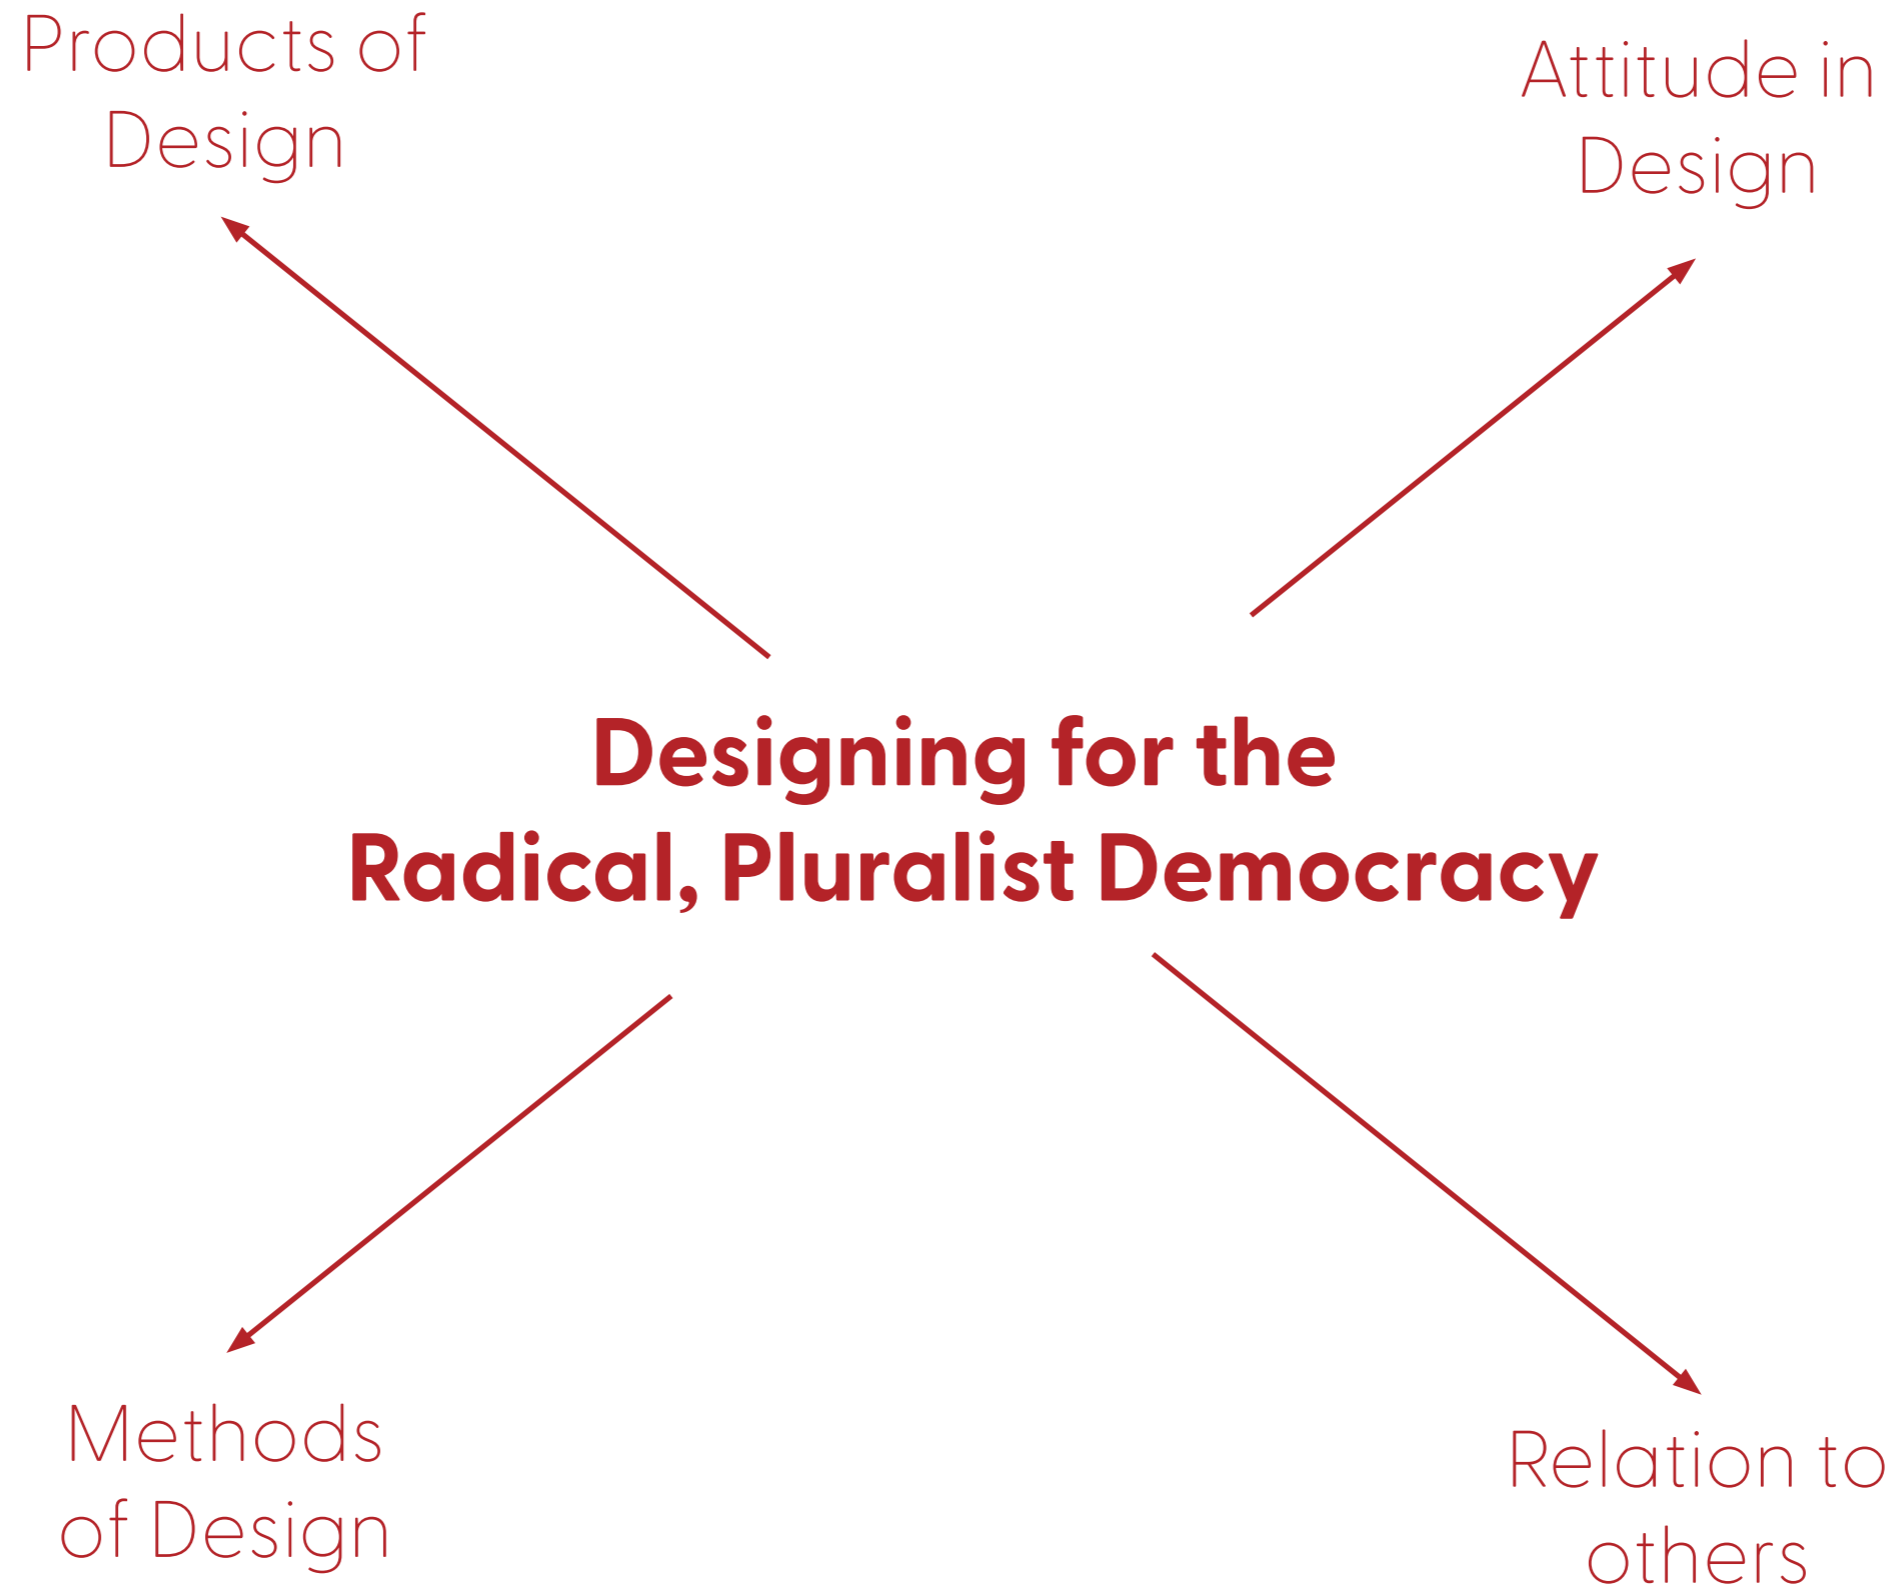 Products of
Design
Attitude in
Design
Designing for the
Radical, Pluralist Democracy
Methods
of Design
Relation to
others